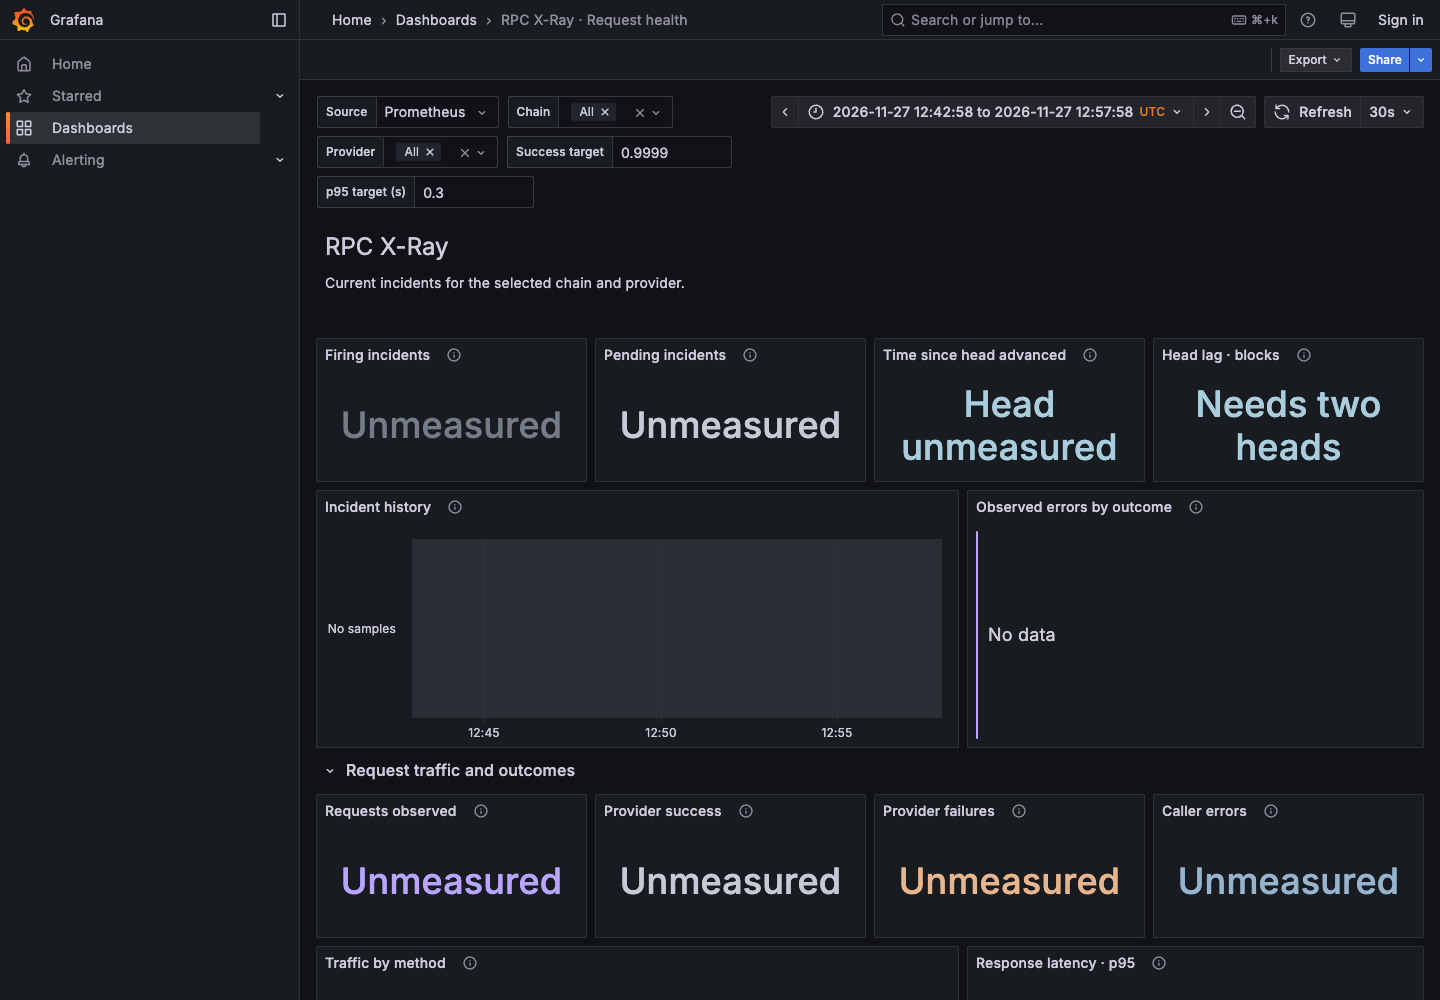 Grafana
Home › Dashboards › RPC X-Ray · Request health
Search or jump to...
⌘+k
Sign in
Home
Starred
Dashboards
Alerting
Export
Share
Source
Prometheus
Chain
All
2026-11-27 12:42:58 to 2026-11-27 12:57:58 UTC
Refresh
30s
Provider
All
Success target
0.9999
p95 target (s)
0.3
RPC X-Ray
Current incidents for the selected chain and provider.
Firing incidents
Unmeasured
Pending incidents
Unmeasured
Time since head advanced
Head
unmeasured
Head lag · blocks
Needs two
heads
Incident history
No samples
12:45
12:50
12:55
Observed errors by outcome
No data
Request traffic and outcomes
Requests observed
Unmeasured
Provider success
Unmeasured
Provider failures
Unmeasured
Caller errors
Unmeasured
Traffic by method
Response latency · p95